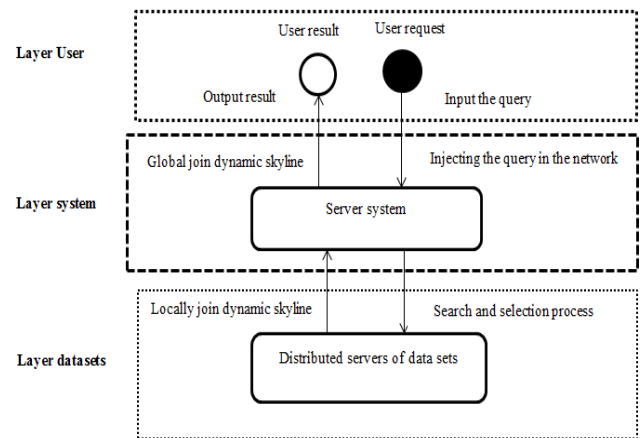 User result
User request
Layer User
Output result
Input the query
Global join dynamic skyline
Injecting the query in the network
Layer system
Server system
Locally join dynamic skyline
Search and selection process
Layer datasets
Distributed servers of data sets